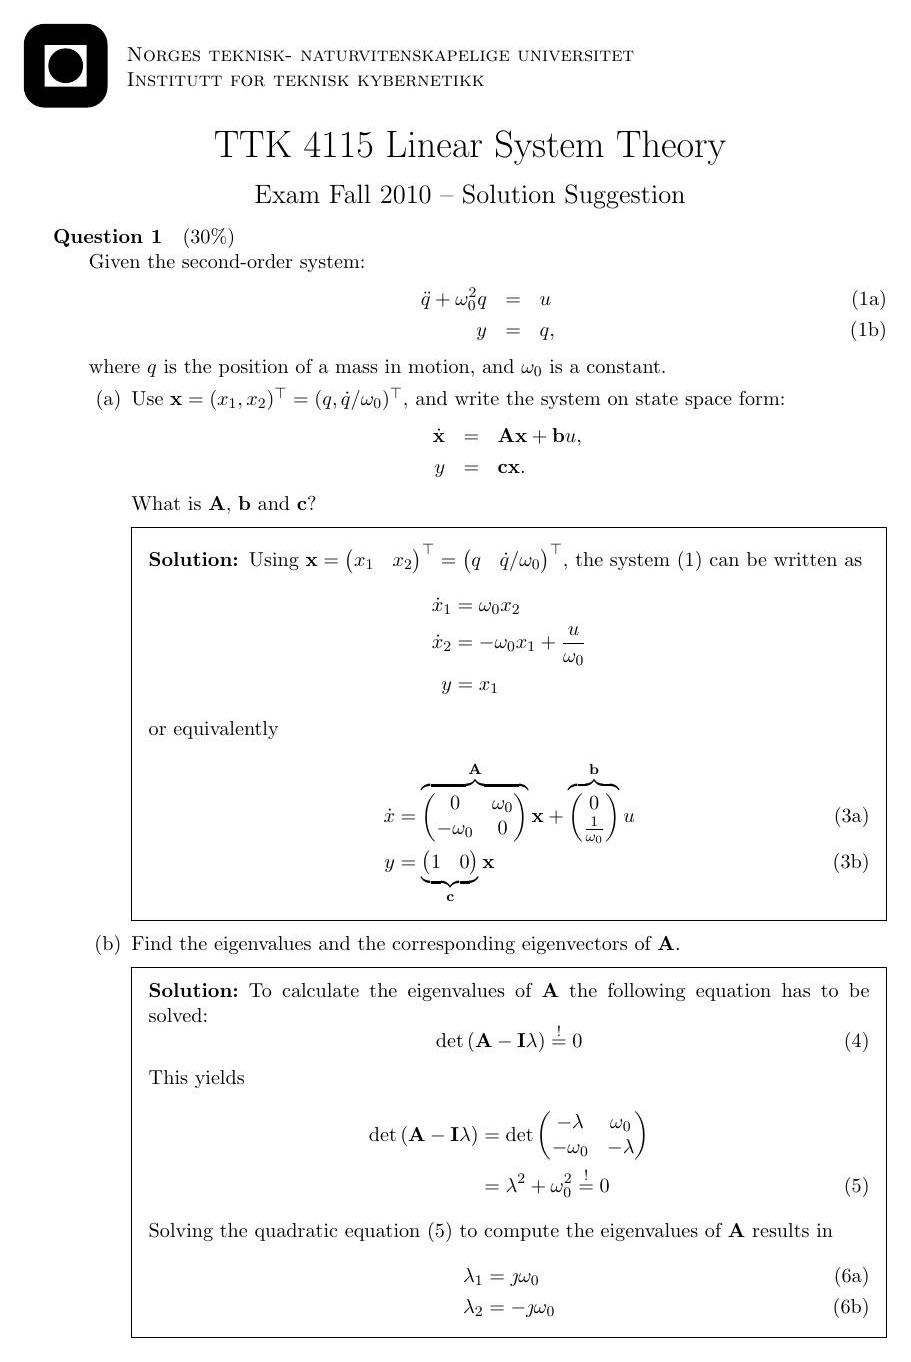 NORGES TEKNISK- NATURVITENSKAPELIGE UNIVERSITET
INSTITUTT FOR TEKNISK KYBERNETIKK
TTK 4115 Linear System Theory
Exam Fall 2010 – Solution Suggestion
Question 1 (30%)
Given the second-order system:
q̈ + ω₀²q = u (1a)
y = q, (1b)
where q is the position of a mass in motion, and ω₀ is a constant.
(a) Use x = (x₁, x₂)⊤ = (q, q̇/ω₀)⊤, and write the system on state space form:
ẋ = Ax + bu,
y = cx.
What is A, b and c?
Solution: Using x = (x₁ x₂)⊤ = (q q̇/ω₀)⊤, the system (1) can be written as
ẋ₁ = ω₀x₂
ẋ₂ = −ω₀x₁ + u/ω₀
y = x₁
or equivalently
A b
ẋ = (0 ω₀; −ω₀ 0) x + (0; 1/ω₀) u (3a)
y = (1 0) x (3b)
c
(b) Find the eigenvalues and the corresponding eigenvectors of A.
Solution: To calculate the eigenvalues of A the following equation has to be
solved:
det (A − Iλ) =! 0 (4)
This yields
det (A − Iλ) = det (−λ ω₀; −ω₀ −λ)
= λ² + ω₀² =! 0 (5)
Solving the quadratic equation (5) to compute the eigenvalues of A results in
λ₁ = ȷω₀ (6a)
λ₂ = −ȷω₀ (6b)